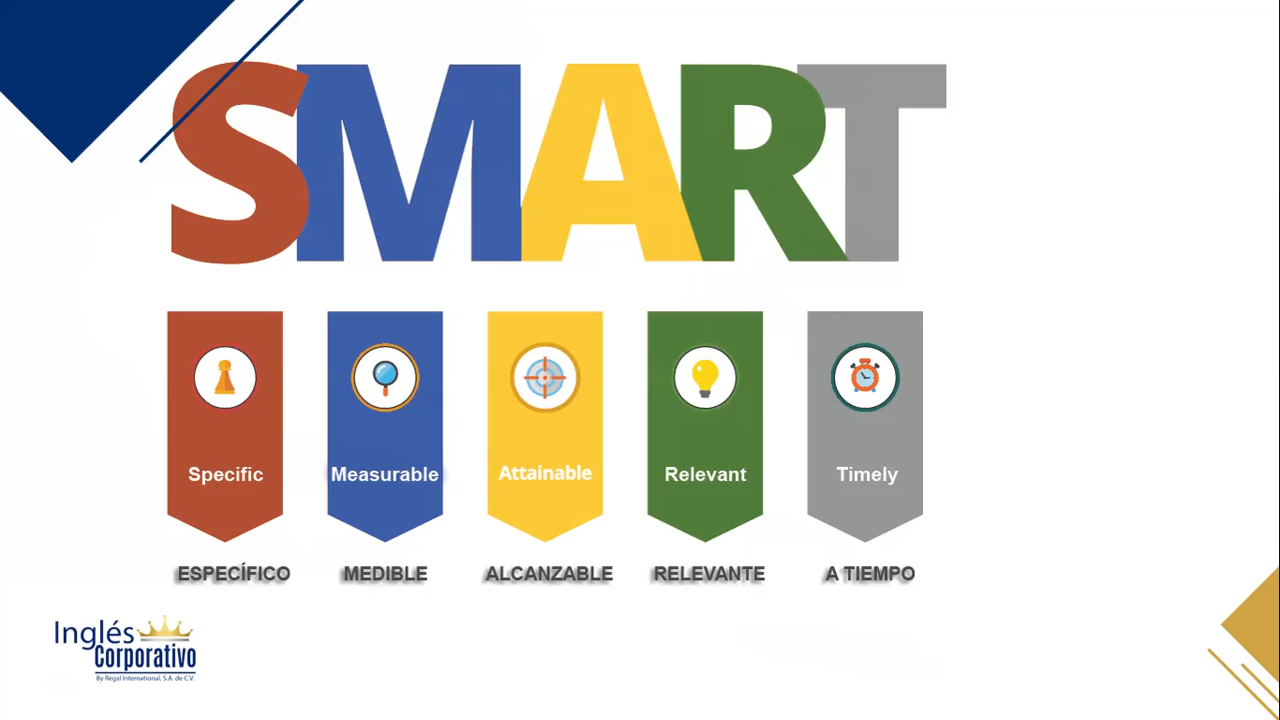 SMART
Specific
Measurable
Attainable
Relevant
Timely
ESPECÍFICO
MEDIBLE
ALCANZABLE
RELEVANTE
A TIEMPO
Inglés
Corporativo
By Regal International, S.A. de C.V.